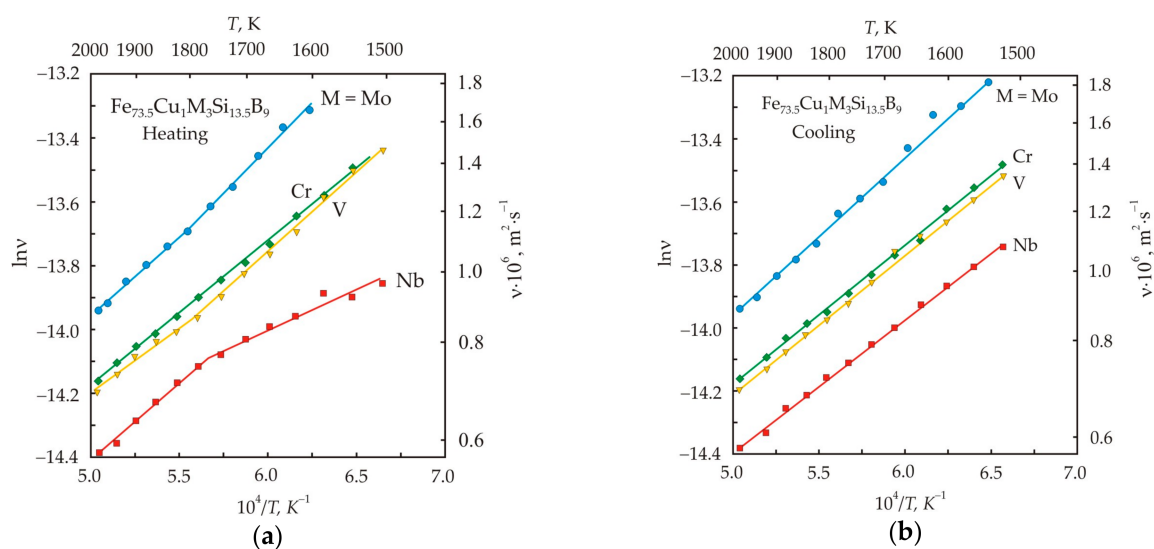 T, K
2000 1900 1800 1700 1600 1500
−13.2
−13.4
−13.6
−13.8
−14.0
−14.2
−14.4
lnν
Fe73.5Cu1M3Si13.5B9
Heating
M = Mo
Cr
V
Nb
1.8
1.6
1.4
1.2
1.0
0.8
0.6
ν·10⁶, m²·s⁻¹
5.0 5.5 6.0 6.5 7.0
10⁴/T, K⁻¹
(a)
T, K
2000 1900 1800 1700 1600 1500
−13.2
−13.4
−13.6
−13.8
−14.0
−14.2
−14.4
lnν
Fe73.5Cu1M3Si13.5B9
Cooling
M = Mo
Cr
V
Nb
1.8
1.6
1.4
1.2
1.0
0.8
0.6
ν·10⁶, m²·s⁻¹
5.0 5.5 6.0 6.5 7.0
10⁴/T, K⁻¹
(b)